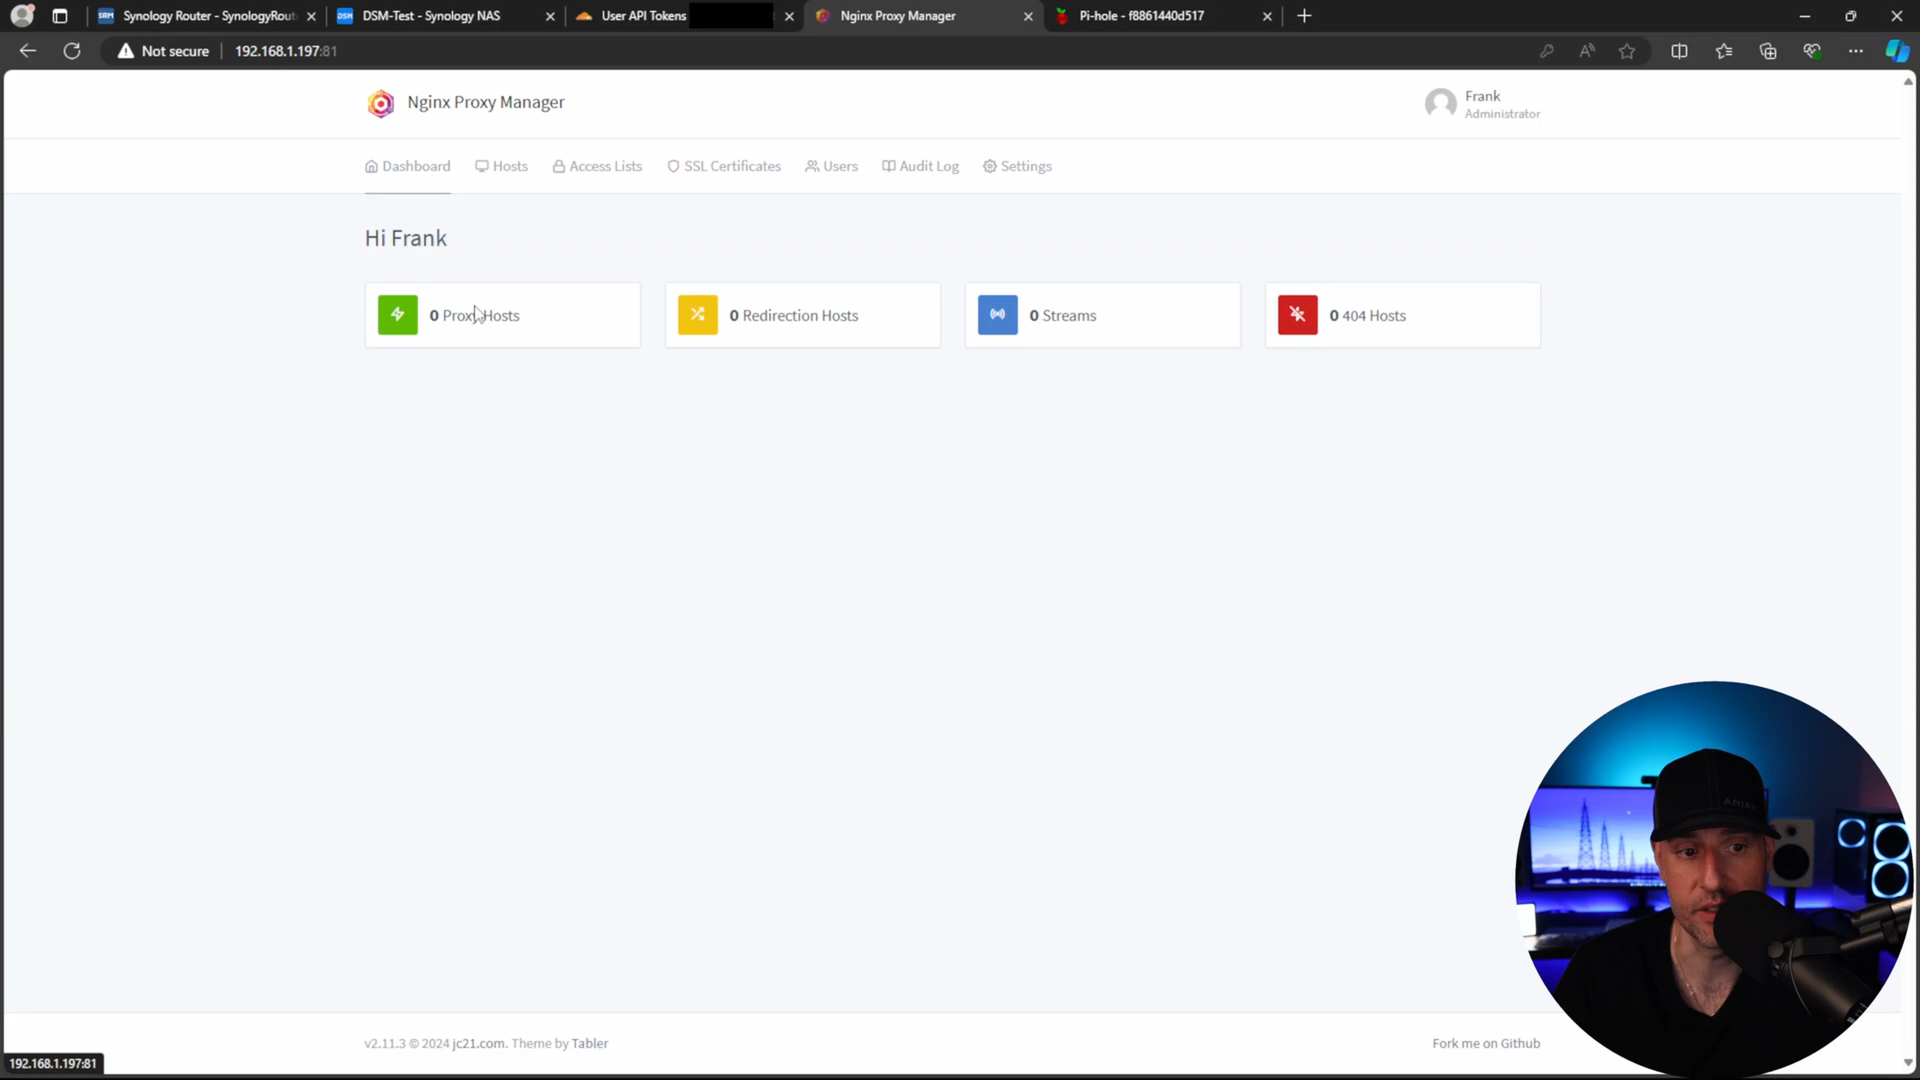 SRM Synology Router - SynologyRout
DSM DSM-Test - Synology NAS
User API Tokens
Nginx Proxy Manager
Pi-hole - f8861440d517
Not secure
192.168.1.197:81
Nginx Proxy Manager
Frank
Administrator
Dashboard
Hosts
Access Lists
SSL Certificates
Users
Audit Log
Settings
Hi Frank
0 Proxy Hosts
0 Redirection Hosts
0 Streams
0 404 Hosts
v2.11.3 © 2024 jc21.com. Theme by Tabler
Fork me on Github
192.168.1.197:81